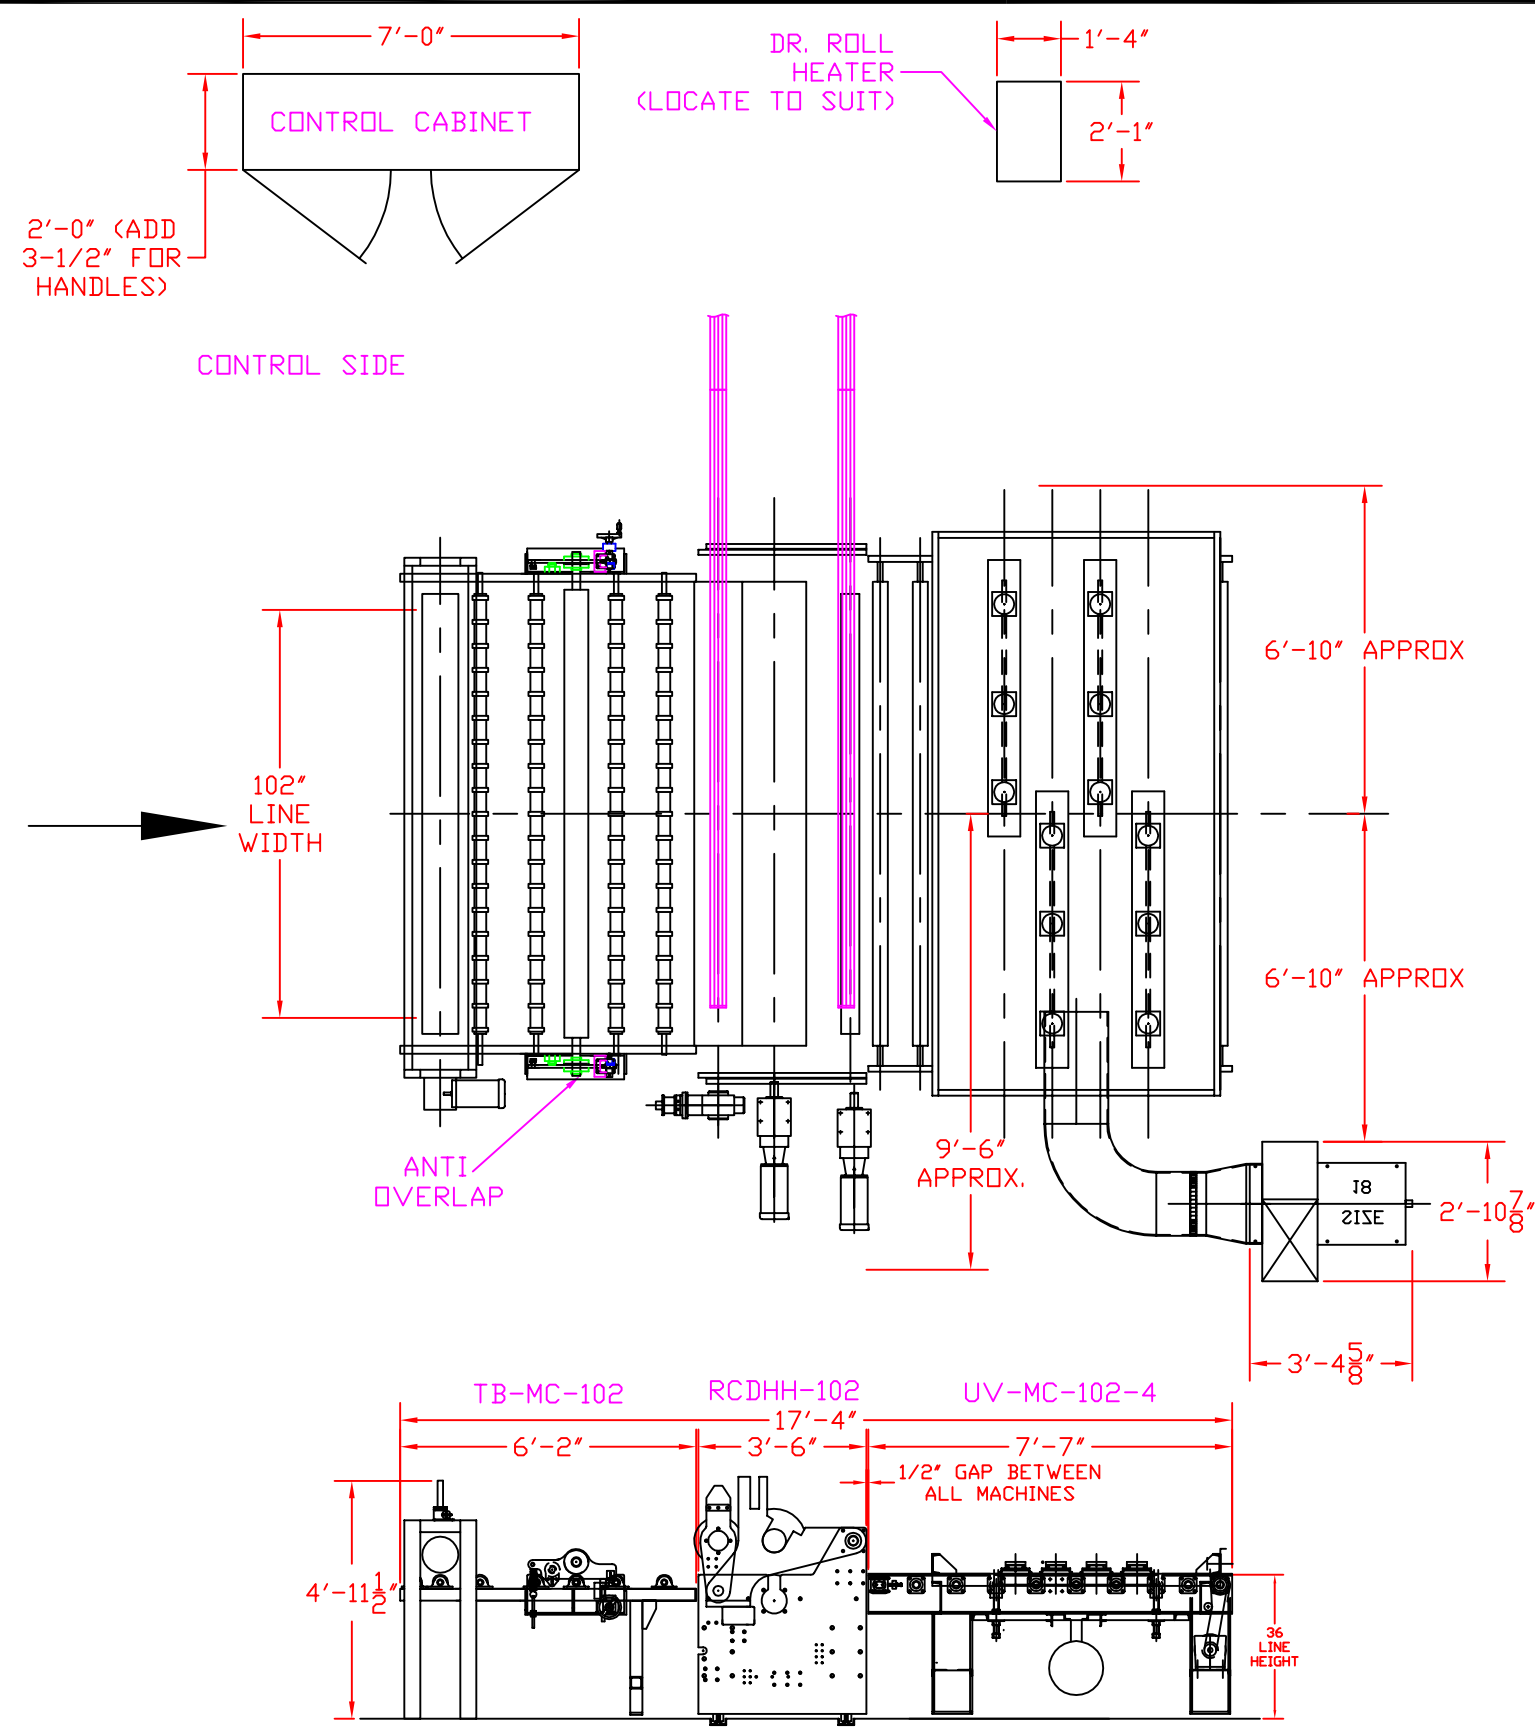 7'-0"
CONTROL CABINET
2'-0" (ADD
3-1/2" FOR
HANDLES)
DR. ROLL
HEATER
(LOCATE TO SUIT)
1'-4"
2'-1"
CONTROL SIDE
102"
LINE
WIDTH
6'-10" APPROX
6'-10" APPROX
9'-6"
APPROX.
ANTI
OVERLAP
18
SIZE
2'-10 7/8"
3'-4 5/8"
TB-MC-102
RCDHH-102
UV-MC-102-4
17'-4"
6'-2"
3'-6"
7'-7"
1/2" GAP BETWEEN
ALL MACHINES
4'-11 1/2"
36
LINE
HEIGHT